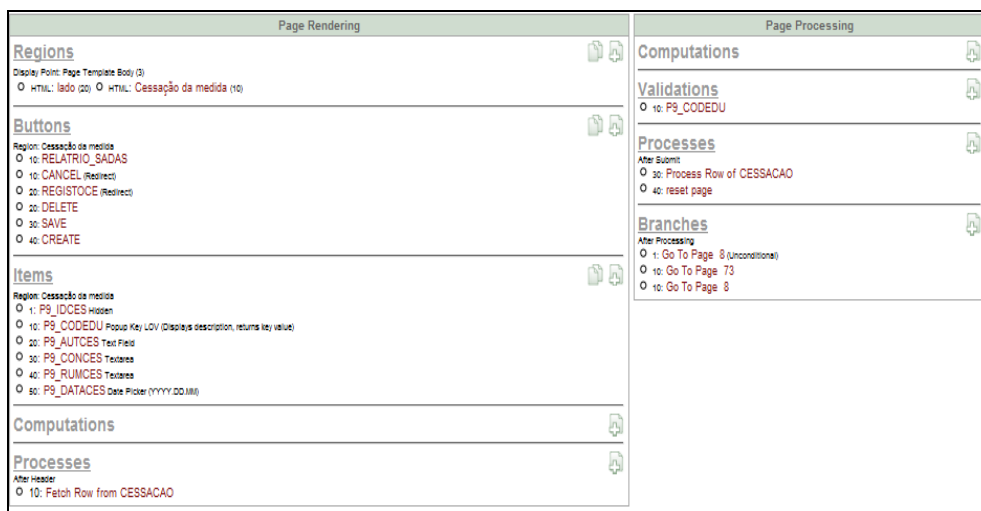 Page Rendering
Regions
Display Point: Page Template Body (3)
HTML: lado (20) HTML: Cessação da medida (10)
Buttons
Region: Cessação da medida
10: RELATRIO_SADAS
10: CANCEL (Redirect)
20: REGISTOCE (Redirect)
20: DELETE
30: SAVE
40: CREATE
Items
Region: Cessação da medida
1: P9_IDCES Hidden
10: P9_CODEDU Popup Key LOV (Displays description, returns key value)
20: P9_AUTCES Text Field
30: P9_CONCES Textarea
40: P9_RUMCES Textarea
50: P9_DATACES Date Picker (YYYY.DD.MM)
Computations
Processes
After Header
10: Fetch Row from CESSACAO
Page Processing
Computations
Validations
10: P9_CODEDU
Processes
After Submit
30: Process Row of CESSACAO
40: reset page
Branches
After Processing
1: Go To Page 8 (Unconditional)
10: Go To Page 73
10: Go To Page 8